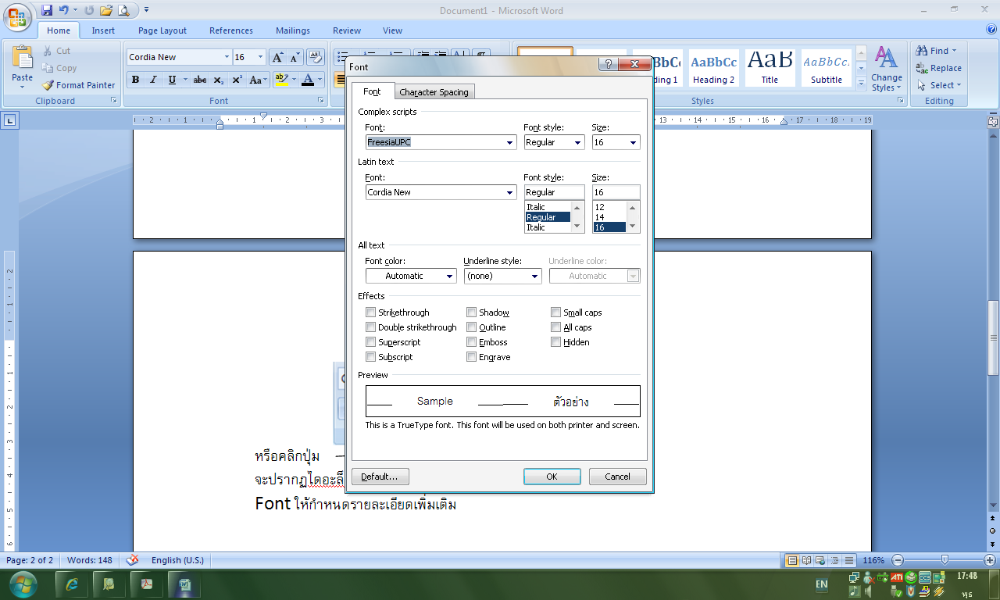 Document1 - Microsoft Word
Home Insert Page Layout References Mailings Review View
Paste
Cut
Copy
Format Painter
Clipboard
Cordia New 16
B I U abc X₂ X² Aa
Font
AaBbCc AaB AaBbCc.
Heading 2 Title Subtitle
Styles
Change Styles
Find
Replace
Select
Editing
Font
Font Character Spacing
Complex scripts
Font: Font style: Size:
FreesiaUPC Regular 16
Latin text
Font: Font style: Size:
Cordia New Regular 16
Italic 12
Regular 14
Italic 16
All text
Font color: Underline style: Underline color:
Automatic (none) Automatic
Effects
Strikethrough Shadow Small caps
Double strikethrough Outline All caps
Superscript Emboss Hidden
Subscript Engrave
Preview
Sample ตัวอย่าง
This is a TrueType font. This font will be used on both printer and screen.
Default... OK Cancel
หรือคลิกปุ่ม
จะปรากฏไดอะล็
Font ให้กำหนดรายละเอียดเพิ่มเติม
Page: 2 of 2 Words: 148 English (U.S.) 116%
EN ATI CCE 17:48
พุธ